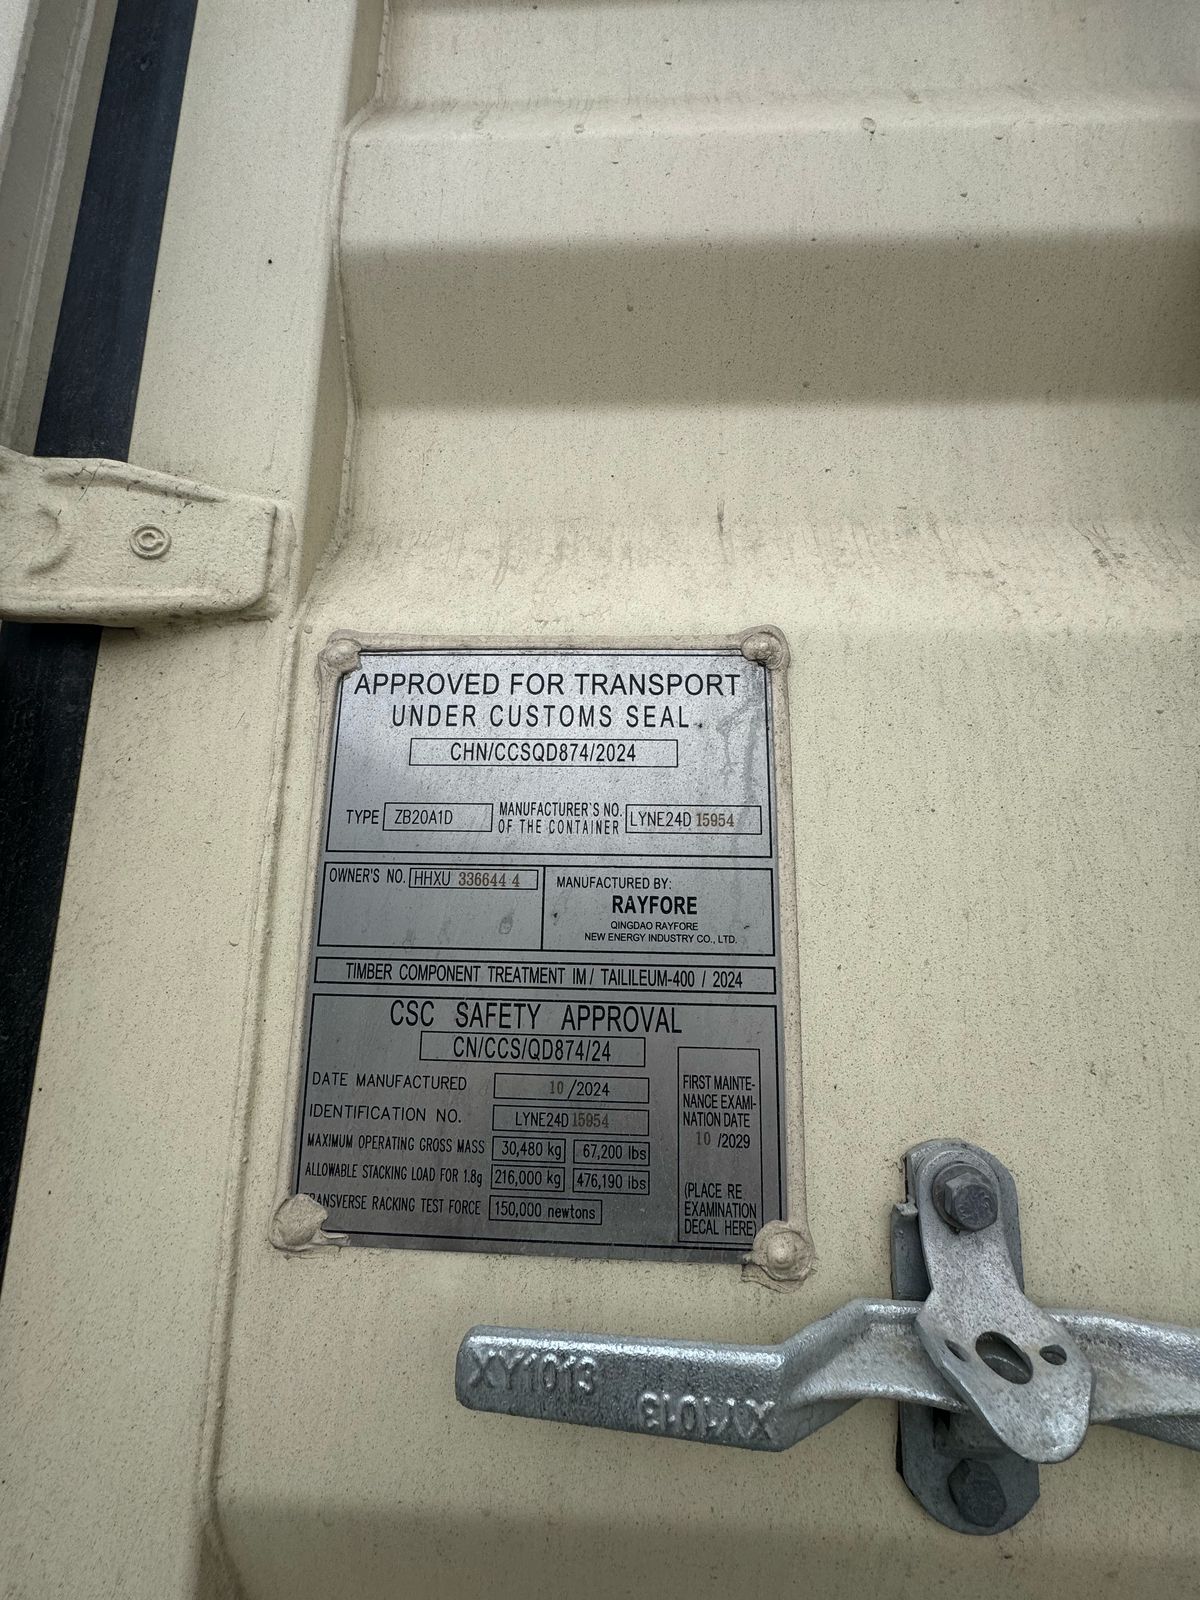 APPROVED FOR TRANSPORT
UNDER CUSTOMS SEAL
CHN/CCSQD874/2024
TYPE ZB20A1D MANUFACTURER'S NO. OF THE CONTAINER LYNE24D 15954
OWNER'S NO. HHXU 336644 4
MANUFACTURED BY:
RAYFORE
QINGDAO RAYFORE
NEW ENERGY INDUSTRY CO., LTD.
TIMBER COMPONENT TREATMENT IM / TAILILEUM-400 / 2024
CSC SAFETY APPROVAL
CN/CCS/QD874/24
DATE MANUFACTURED 10 /2024
IDENTIFICATION NO. LYNE24D 15954
MAXIMUM OPERATING GROSS MASS 30,480 kg 67,200 lbs
ALLOWABLE STACKING LOAD FOR 1.8g 216,000 kg 476,190 lbs
TRANSVERSE RACKING TEST FORCE 150,000 newtons
FIRST MAINTE-
NANCE EXAMI-
NATION DATE
10 /2029
(PLACE RE
EXAMINATION
DECAL HERE)
XY1013
XY1013
C